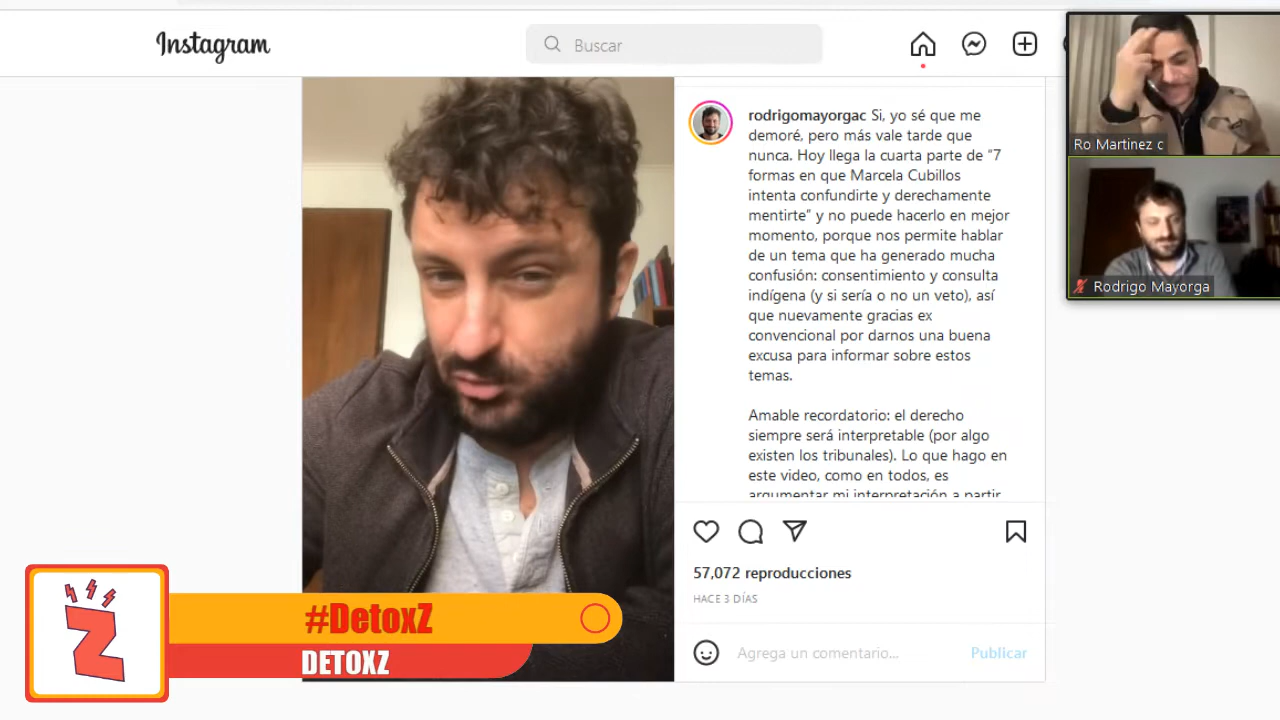 Instagram
Buscar
Ro Martinez c
Rodrigo Mayorga
rodrigomayorgac Si, yo sé que me
demoré, pero más vale tarde que
nunca. Hoy llega la cuarta parte de "7
formas en que Marcela Cubillos
intenta confundirte y derechamente
mentirte" y no puede hacerlo en mejor
momento, porque nos permite hablar
de un tema que ha generado mucha
confusión: consentimiento y consulta
indígena (y si sería o no un veto), así
que nuevamente gracias ex
convencional por darnos una buena
excusa para informar sobre estos
temas.
Amable recordatorio: el derecho
siempre será interpretable (por algo
existen los tribunales). Lo que hago en
este video, como en todos, es
argumentar mi interpretación a partir
57,072 reproducciones
HACE 3 DÍAS
Agrega un comentario...
Publicar
Z
#DetoxZ
DETOXZ